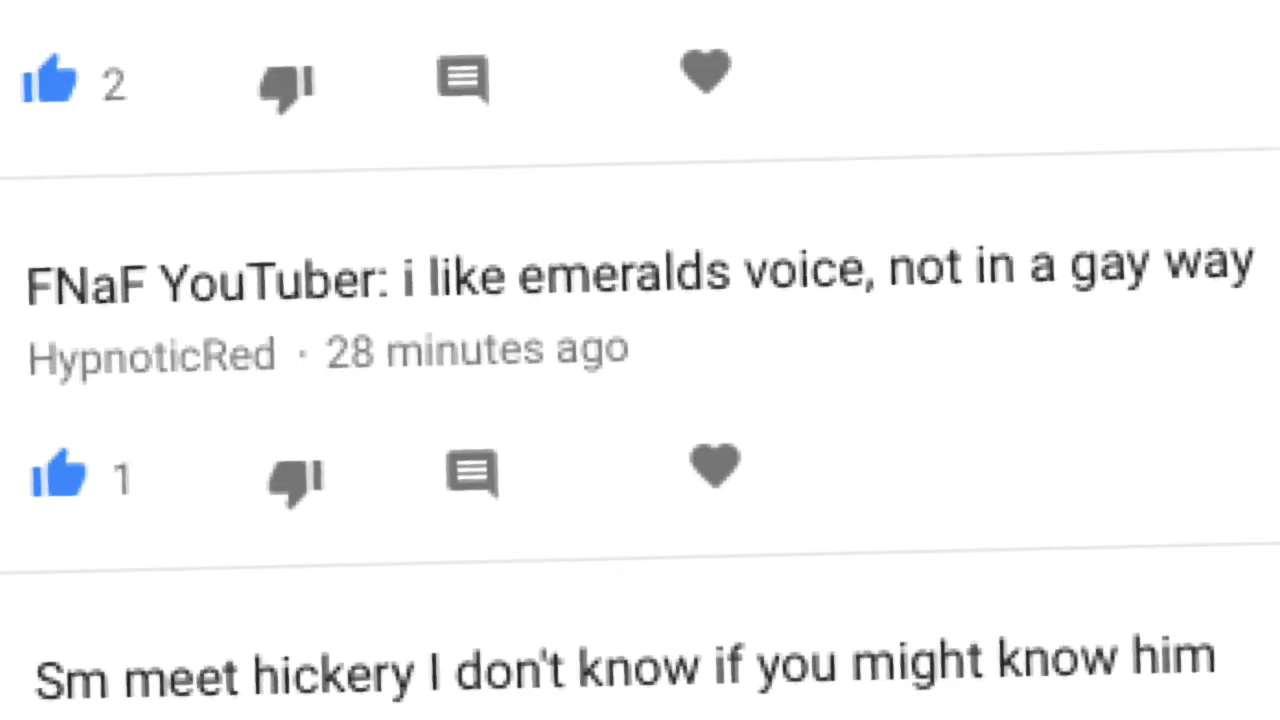 2
FNaF YouTuber: i like emeralds voice, not in a gay way
HypnoticRed · 28 minutes ago
1
Sm meet hickery I don't know if you might know him